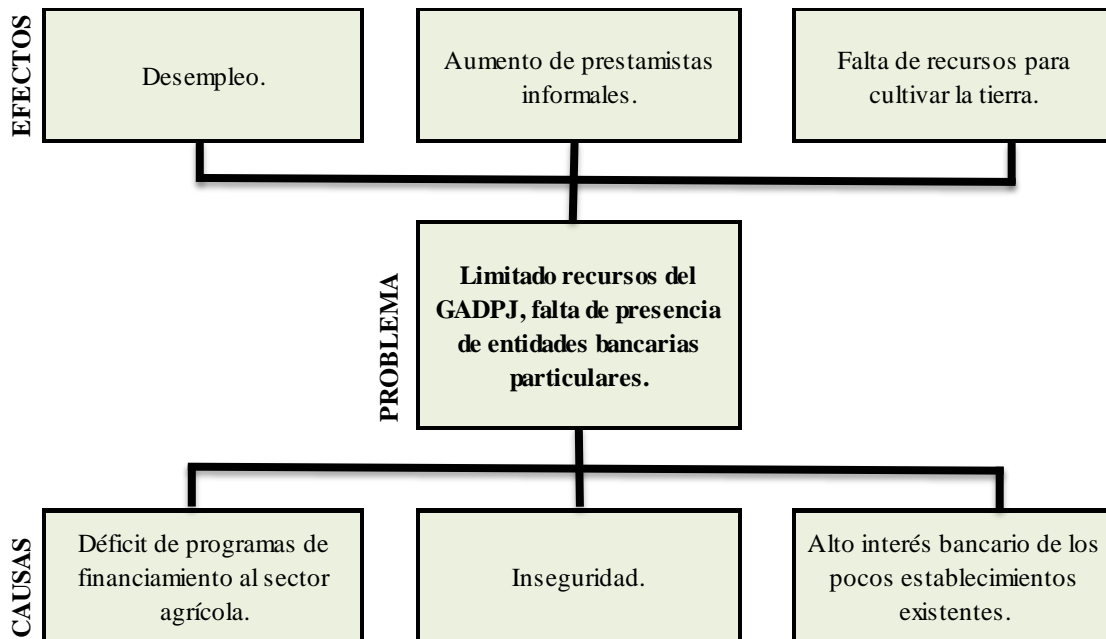 EFECTOS
Desempleo.
Aumento de prestamistas
informales.
Falta de recursos para
cultivar la tierra.
PROBLEMA
Limitado recursos del
GADPJ, falta de presencia
de entidades bancarias
particulares.
CAUSAS
Déficit de programas de
financiamiento al sector
agrícola.
Inseguridad.
Alto interés bancario de los
pocos establecimientos
existentes.